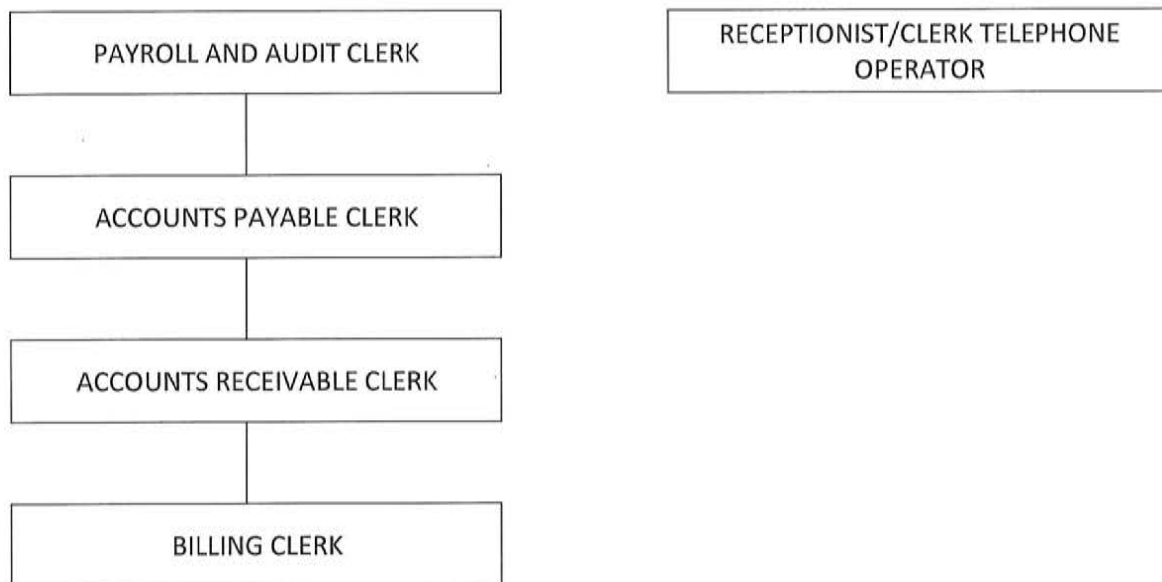 PAYROLL AND AUDIT CLERK
RECEPTIONIST/CLERK TELEPHONE
OPERATOR
ACCOUNTS PAYABLE CLERK
ACCOUNTS RECEIVABLE CLERK
BILLING CLERK